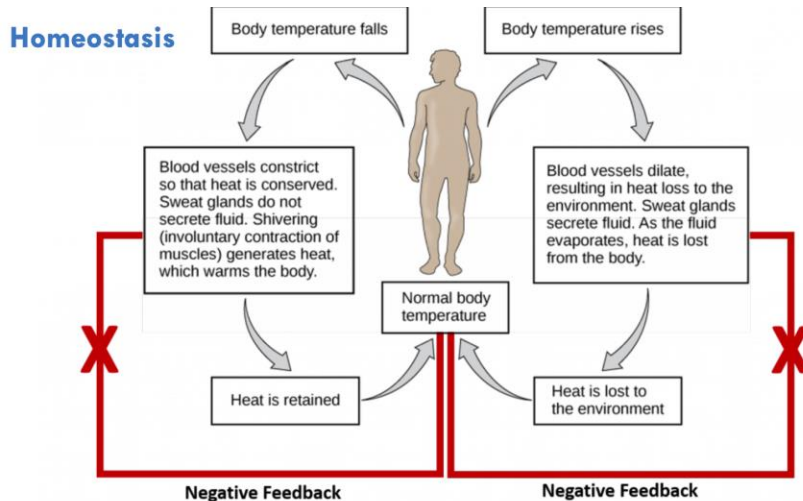 Homeostasis
Body temperature falls
Body temperature rises
Blood vessels constrict
so that heat is conserved.
Sweat glands do not
secrete fluid. Shivering
(involuntary contraction of
muscles) generates heat,
which warms the body.
Blood vessels dilate,
resulting in heat loss to the
environment. Sweat glands
secrete fluid. As the fluid
evaporates, heat is lost
from the body.
Normal body
temperature
X
X
Heat is retained
Heat is lost to
the environment
Negative Feedback
Negative Feedback